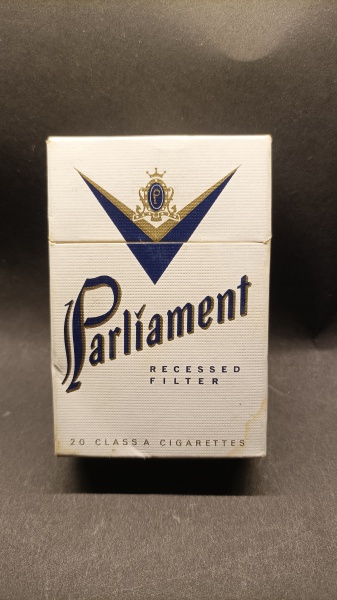 P
Parliament
RECESSED
FILTER
20 CLASS A CIGARETTES